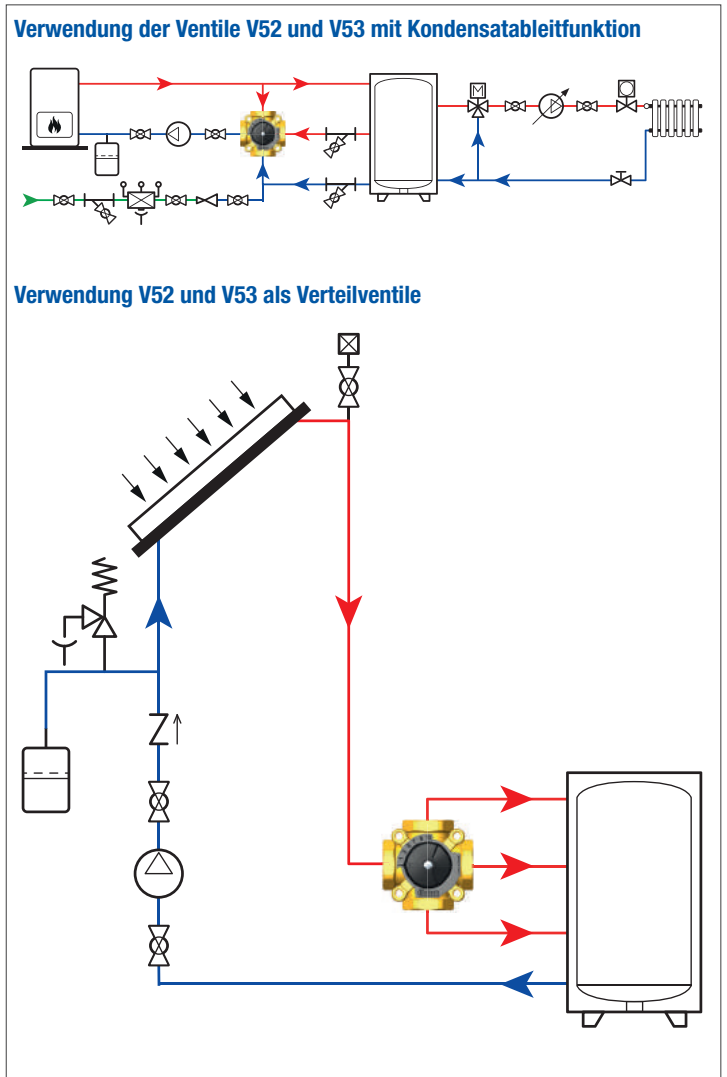 Verwendung der Ventile V52 und V53 mit Kondensatableitfunktion
M
Verwendung V52 und V53 als Verteilventile